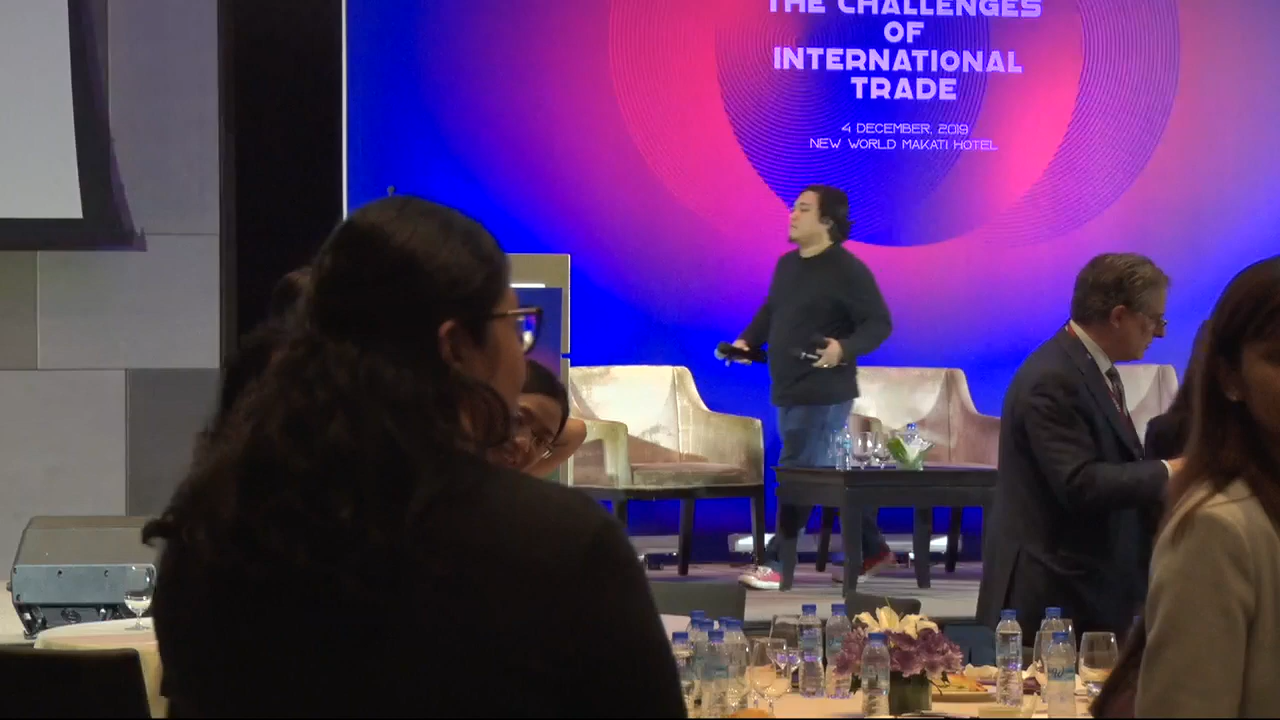 THE CHALLENGES
OF
INTERNATIONAL
TRADE
4 DECEMBER, 2019
NEW WORLD MAKATI HOTEL